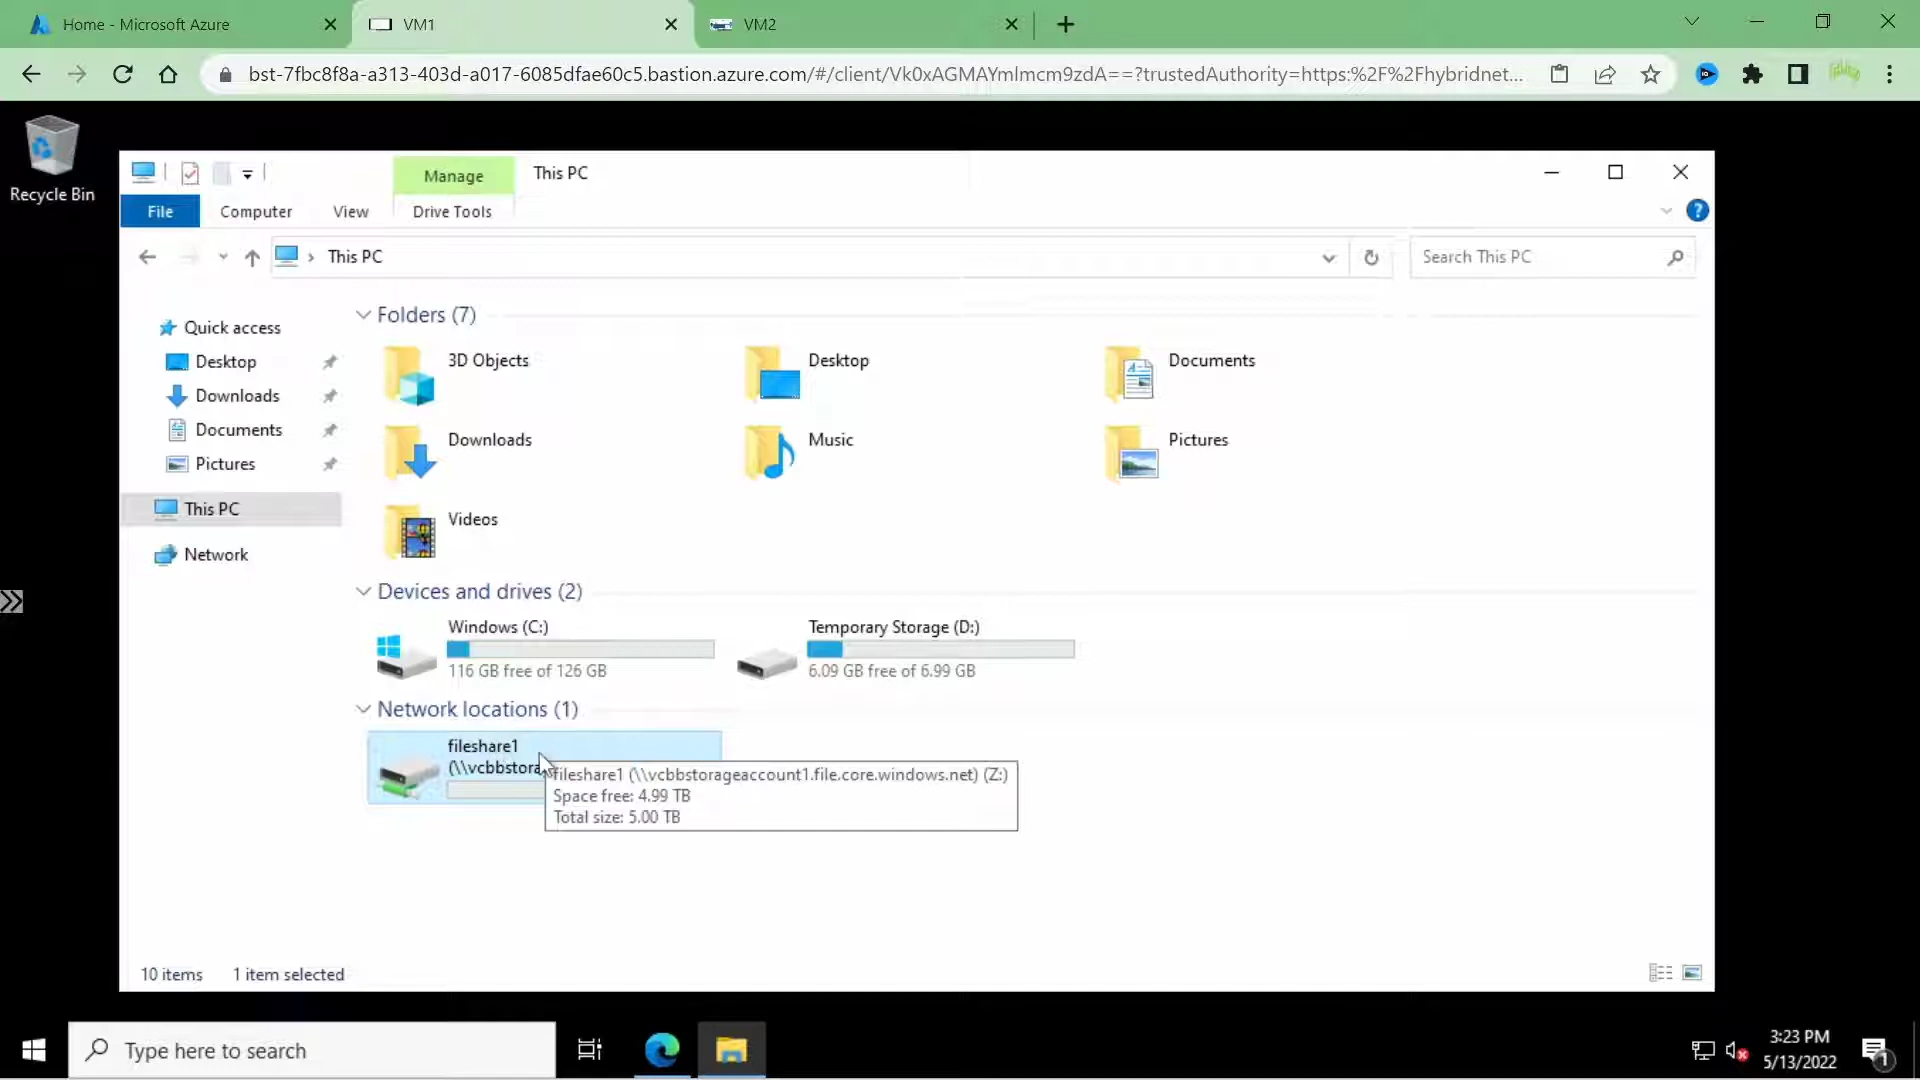 Home - Microsoft Azure
VM1
VM2
bst-7fbc8f8a-a313-403d-a017-6085dfae60c5.bastion.azure.com/#/client/Vk0xAGMAYmlmcm9zdA==?trustedAuthority=https:%2F%2Fhybridnet...
Recycle Bin
Manage
This PC
File
Computer
View
Drive Tools
This PC
Search This PC
Quick access
Desktop
Downloads
Documents
Pictures
This PC
Network
Folders (7)
3D Objects
Desktop
Documents
Downloads
Music
Pictures
Videos
Devices and drives (2)
Windows (C:)
116 GB free of 126 GB
Temporary Storage (D:)
6.09 GB free of 6.99 GB
Network locations (1)
fileshare1
(\\vcbbstora
fileshare1 (\\vcbbstorageaccount1.file.core.windows.net) (Z:)
Space free: 4.99 TB
Total size: 5.00 TB
10 items
1 item selected
Type here to search
3:23 PM
5/13/2022
1